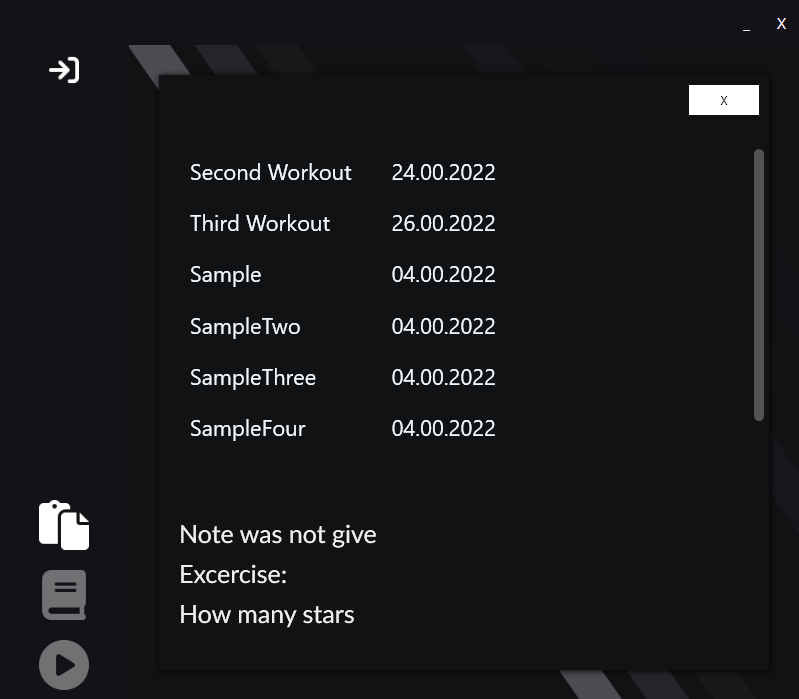 _ X
X
Second Workout 24.00.2022
Third Workout 26.00.2022
Sample 04.00.2022
SampleTwo 04.00.2022
SampleThree 04.00.2022
SampleFour 04.00.2022
Note was not give
Excercise:
How many stars